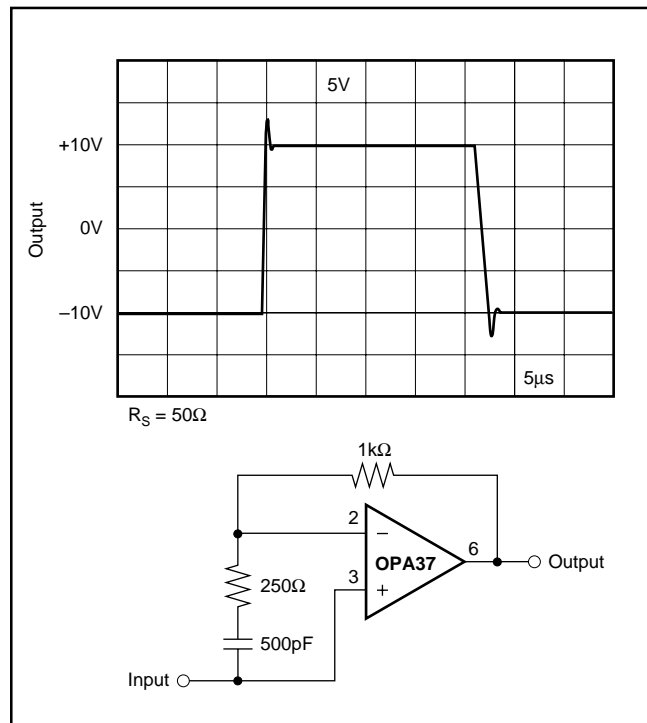 5V
+10V
0V
–10V
Output
5µs
R_S = 50Ω
1kΩ
2
–
6
OPA37
Output
3
+
250Ω
500pF
Input